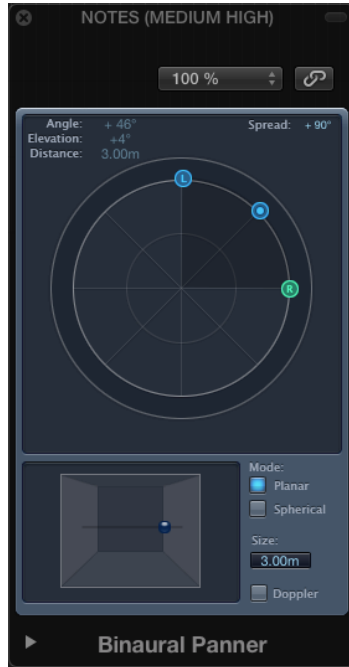 NOTES (MEDIUM HIGH)
100 %
Angle: + 46°
Elevation: +4°
Distance: 3.00m
Spread: + 90°
L
R
Mode:
Planar
Spherical
Size:
3.00m
Doppler
Binaural Panner